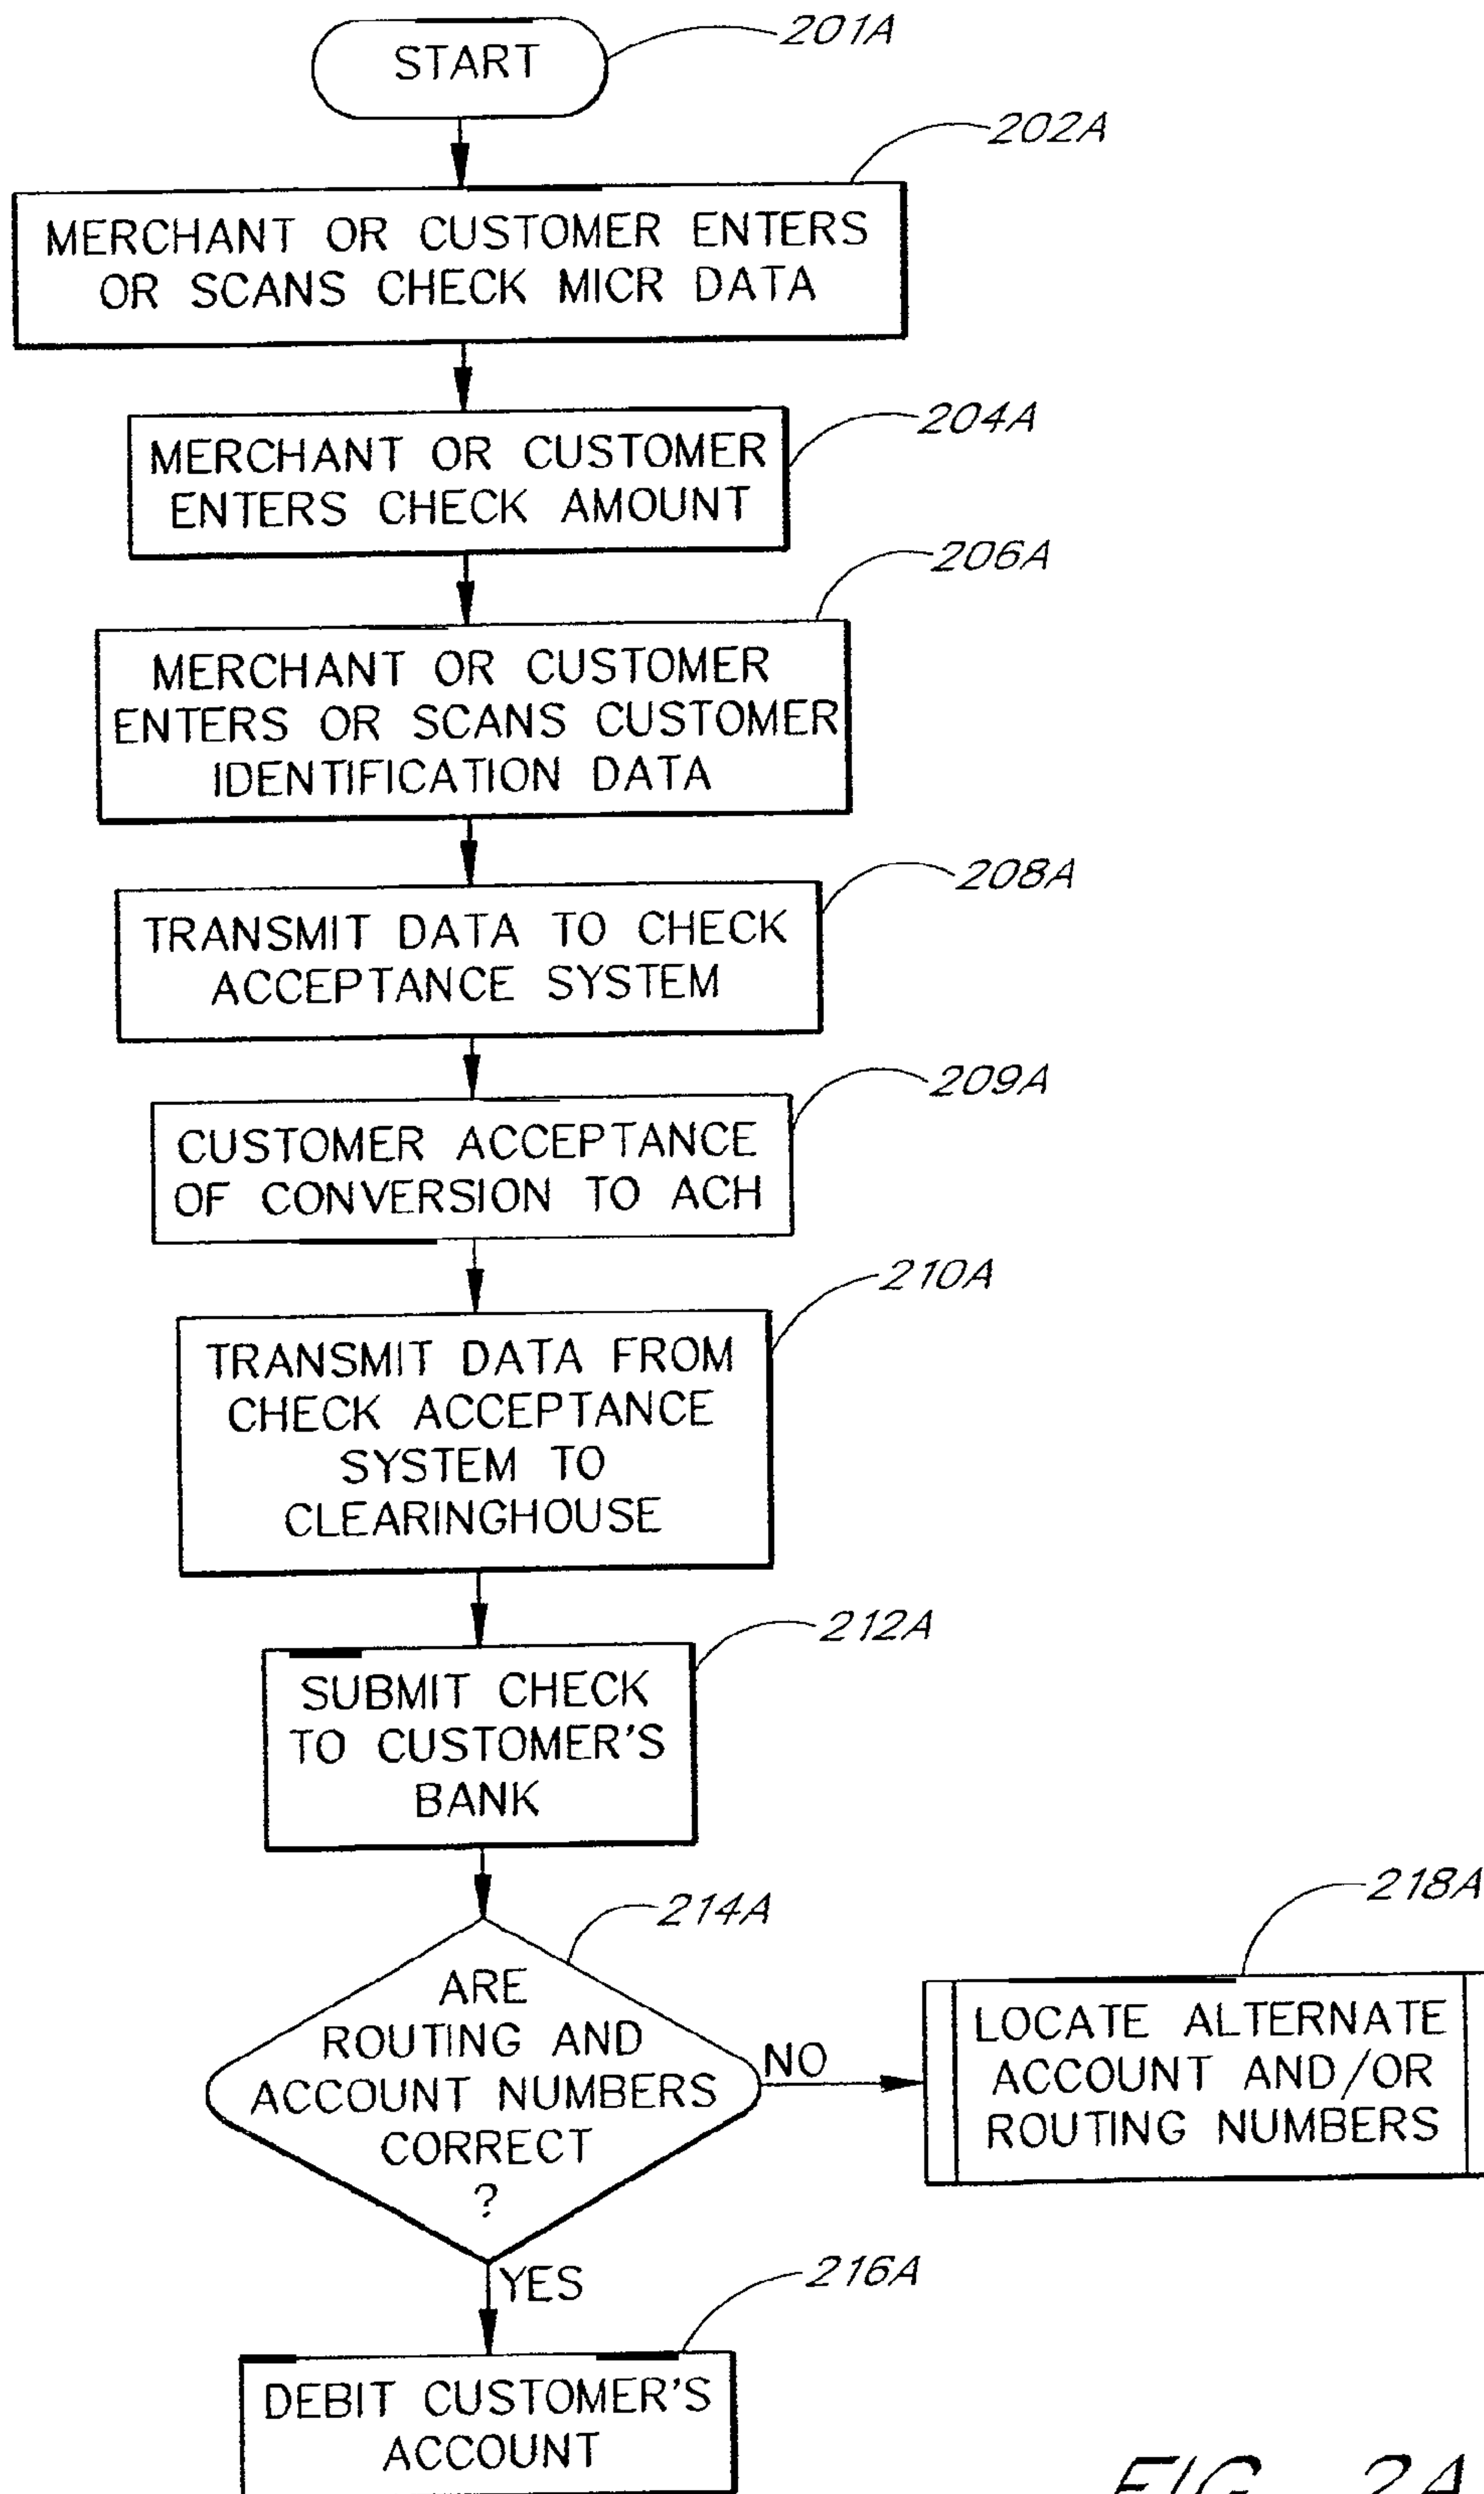 START
201A
202A
MERCHANT OR CUSTOMER ENTERS
OR SCANS CHECK MICR DATA
204A
MERCHANT OR CUSTOMER
ENTERS CHECK AMOUNT
206A
MERCHANT OR CUSTOMER
ENTERS OR SCANS CUSTOMER
IDENTIFICATION DATA
208A
TRANSMIT DATA TO CHECK
ACCEPTANCE SYSTEM
209A
CUSTOMER ACCEPTANCE
OF CONVERSION TO ACH
210A
TRANSMIT DATA FROM
CHECK ACCEPTANCE
SYSTEM TO
CLEARINGHOUSE
212A
SUBMIT CHECK
TO CUSTOMER'S
BANK
214A
ARE
ROUTING AND
ACCOUNT NUMBERS
CORRECT
?
NO
218A
LOCATE ALTERNATE
ACCOUNT AND/OR
ROUTING NUMBERS
YES
216A
DEBIT CUSTOMER'S
ACCOUNT
FIG. 2A